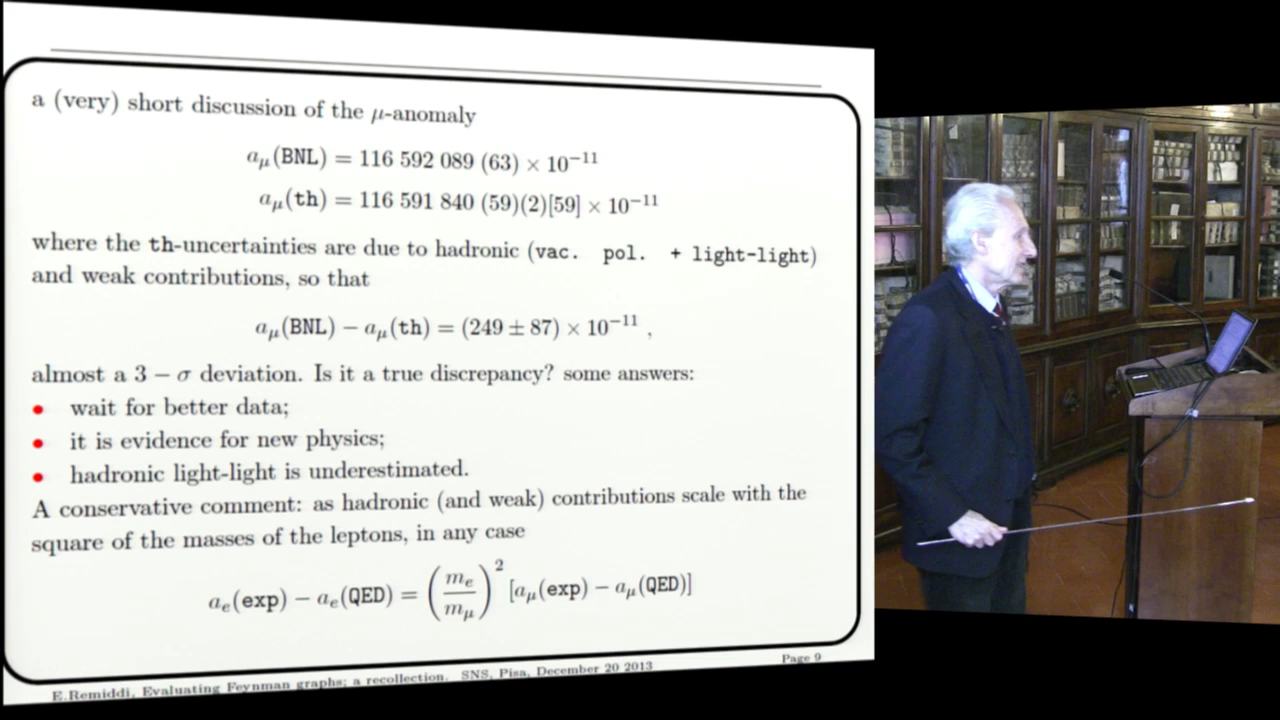 a (very) short discussion of the μ-anomaly
a_μ(BNL) = 116 592 089 (63) × 10^{−11}
a_μ(th) = 116 591 840 (59)(2)[59] × 10^{−11}
where the th-uncertainties are due to hadronic (vac. pol. + light-light)
and weak contributions, so that
a_μ(BNL) − a_μ(th) = (249 ± 87) × 10^{−11} ,
almost a 3 − σ deviation. Is it a true discrepancy? some answers:
• wait for better data;
• it is evidence for new physics;
• hadronic light-light is underestimated.
A conservative comment: as hadronic (and weak) contributions scale with the
square of the masses of the leptons, in any case
a_e(exp) − a_e(QED) = (m_e/m_μ)^2 [a_μ(exp) − a_μ(QED)]
E.Remiddi, Evaluating Feynman graphs; a recollection. SNS, Pisa, December 20 2013 Page 9